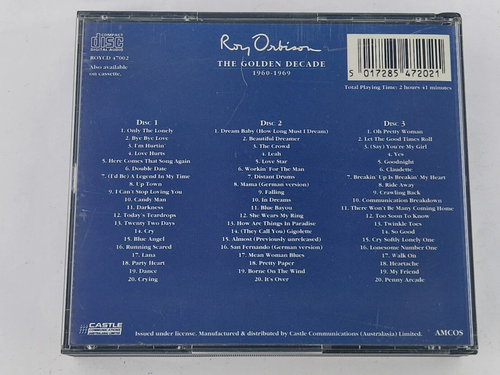 COMPACT
disc
DIGITAL AUDIO
ROYCD 47002
Also available
on cassette.
Roy Orbison
THE GOLDEN DECADE
1960-1969
5 017285 472021
Total Playing Time: 2 hours 41 minutes
Disc 1
1. Only The Lonely
2. Bye Bye Love
3. I'm Hurtin'
4. Love Hurts
5. Here Comes That Song Again
6. Double Date
7. (I'd Be) A Legend In My Time
8. Up Town
9. I Can't Stop Loving You
10. Candy Man
11. Darkness
12. Today's Teardrops
13. Twenty Two Days
14. Cry
15. Blue Angel
16. Running Scared
17. Lana
18. Party Heart
19. Dance
20. Crying
Disc 2
1. Dream Baby (How Long Must I Dream)
2. Beautiful Dreamer
3. The Crowd
4. Leah
5. Love Star
6. Workin' For The Man
7. Distant Drums
8. Mama (German version)
9. Falling
10. In Dreams
11. Blue Bayou
12. She Wears My Ring
13. How Are Things In Paradise
14. (They Call You) Gigolette
15. Almost (Previously unreleased)
16. San Fernando (German version)
17. Mean Woman Blues
18. Pretty Paper
19. Borne On The Wind
20. It's Over
Disc 3
1. Oh Pretty Woman
2. Let The Good Times Roll
3. (Say) You're My Girl
4. Yes
5. Goodnight
6. Claudette
7. Breakin' Up Is Breakin' My Heart
8. Ride Away
9. Crawling Back
10. Communication Breakdown
11. There Won't Be Many Coming Home
12. Too Soon To Know
13. Twinkle Toes
14. So Good
15. Cry Softly Lonely One
16. Lonesome Number One
17. Walk On
18. Heartache
19. My Friend
20. Penny Arcade
CASTLE
COMMUNICATIONS
AUSTRALASIA LIMITED
Issued under license. Manufactured & distributed by Castle Communications (Australasia) Limited.
AMCOS